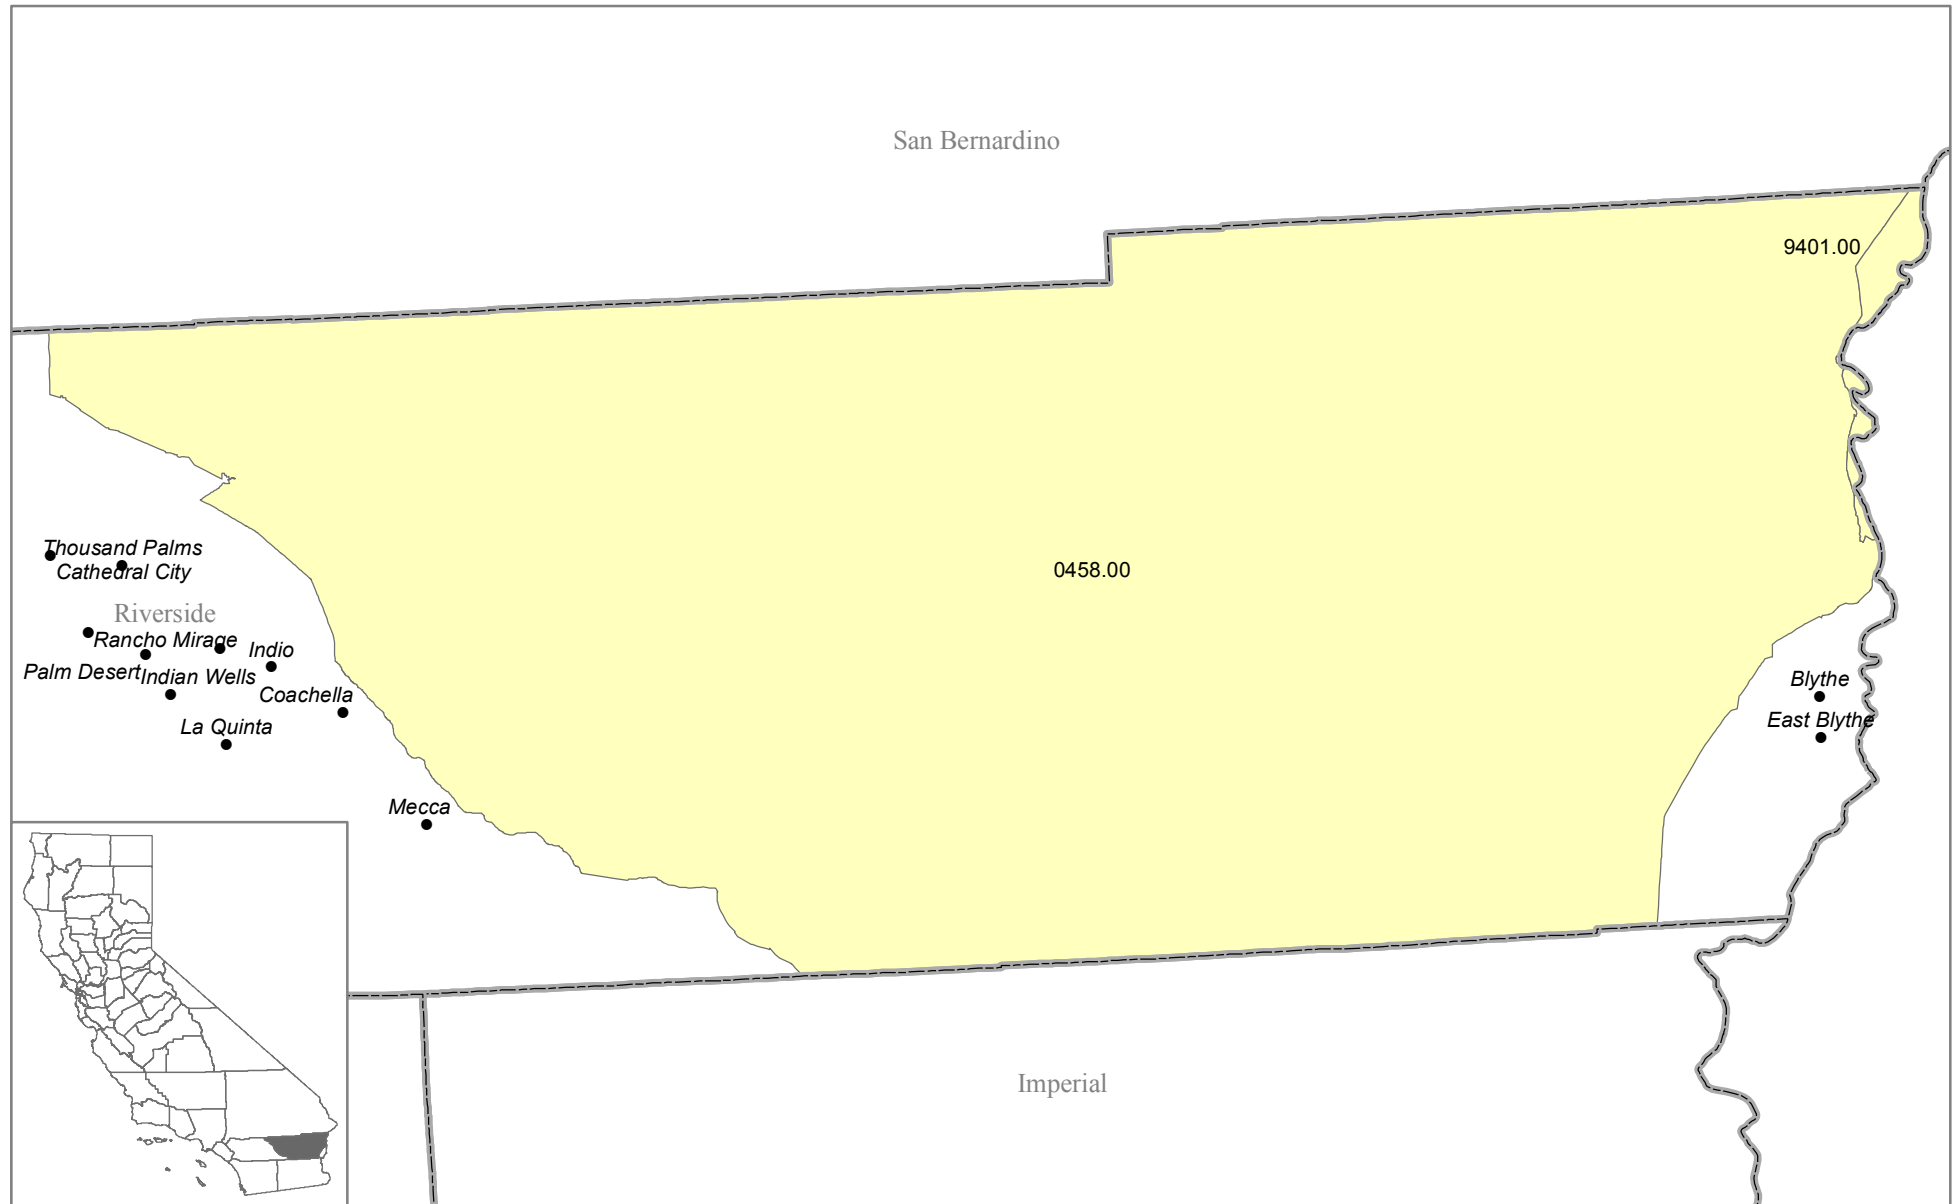 San Bernardino
9401.00
Thousand Palms
Cathedral City
0458.00
Riverside
Rancho Mirage
Indio
Palm Desert
Indian Wells
Coachella
La Quinta
Blythe
East Blythe
Mecca
Imperial